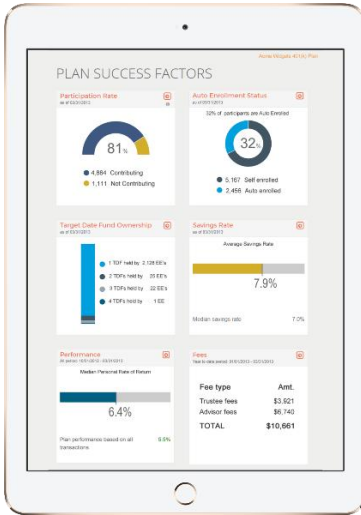 Acme Widgets 401(k) Plan
PLAN SUCCESS FACTORS
Participation Rate
as of 03/31/2013
81%
4,884 Contributing
1,111 Not Contributing
Auto Enrollment Status
as of 03/31/2013
32% of participants are Auto Enrolled
32%
5,167 Self enrolled
2,456 Auto enrolled
Target Date Fund Ownership
as of 03/31/2013
1 TDF held by 2,128 EE's
2 TDFs held by 20 EE's
3 TDFs held by 22 EE's
4 TDFs held by 1 EE
Savings Rate
as of 03/31/2013
Average Savings Rate
7.9%
Median savings rate 7.0%
Performance
Median Personal Rate of Return
6.4%
Plan performance based on all
transactions
Fees
Fee type Amt.
Trustee fees $3,921
Advisor fees $6,740
TOTAL $10,661